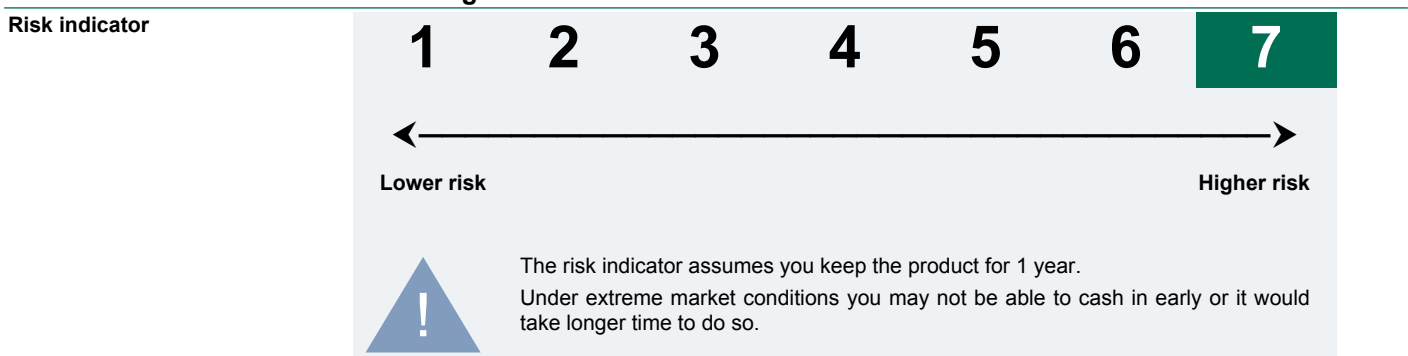 Risk indicator
1 2 3 4 5 6 7
Lower risk Higher risk
!
The risk indicator assumes you keep the product for 1 year.
Under extreme market conditions you may not be able to cash in early or it would
take longer time to do so.